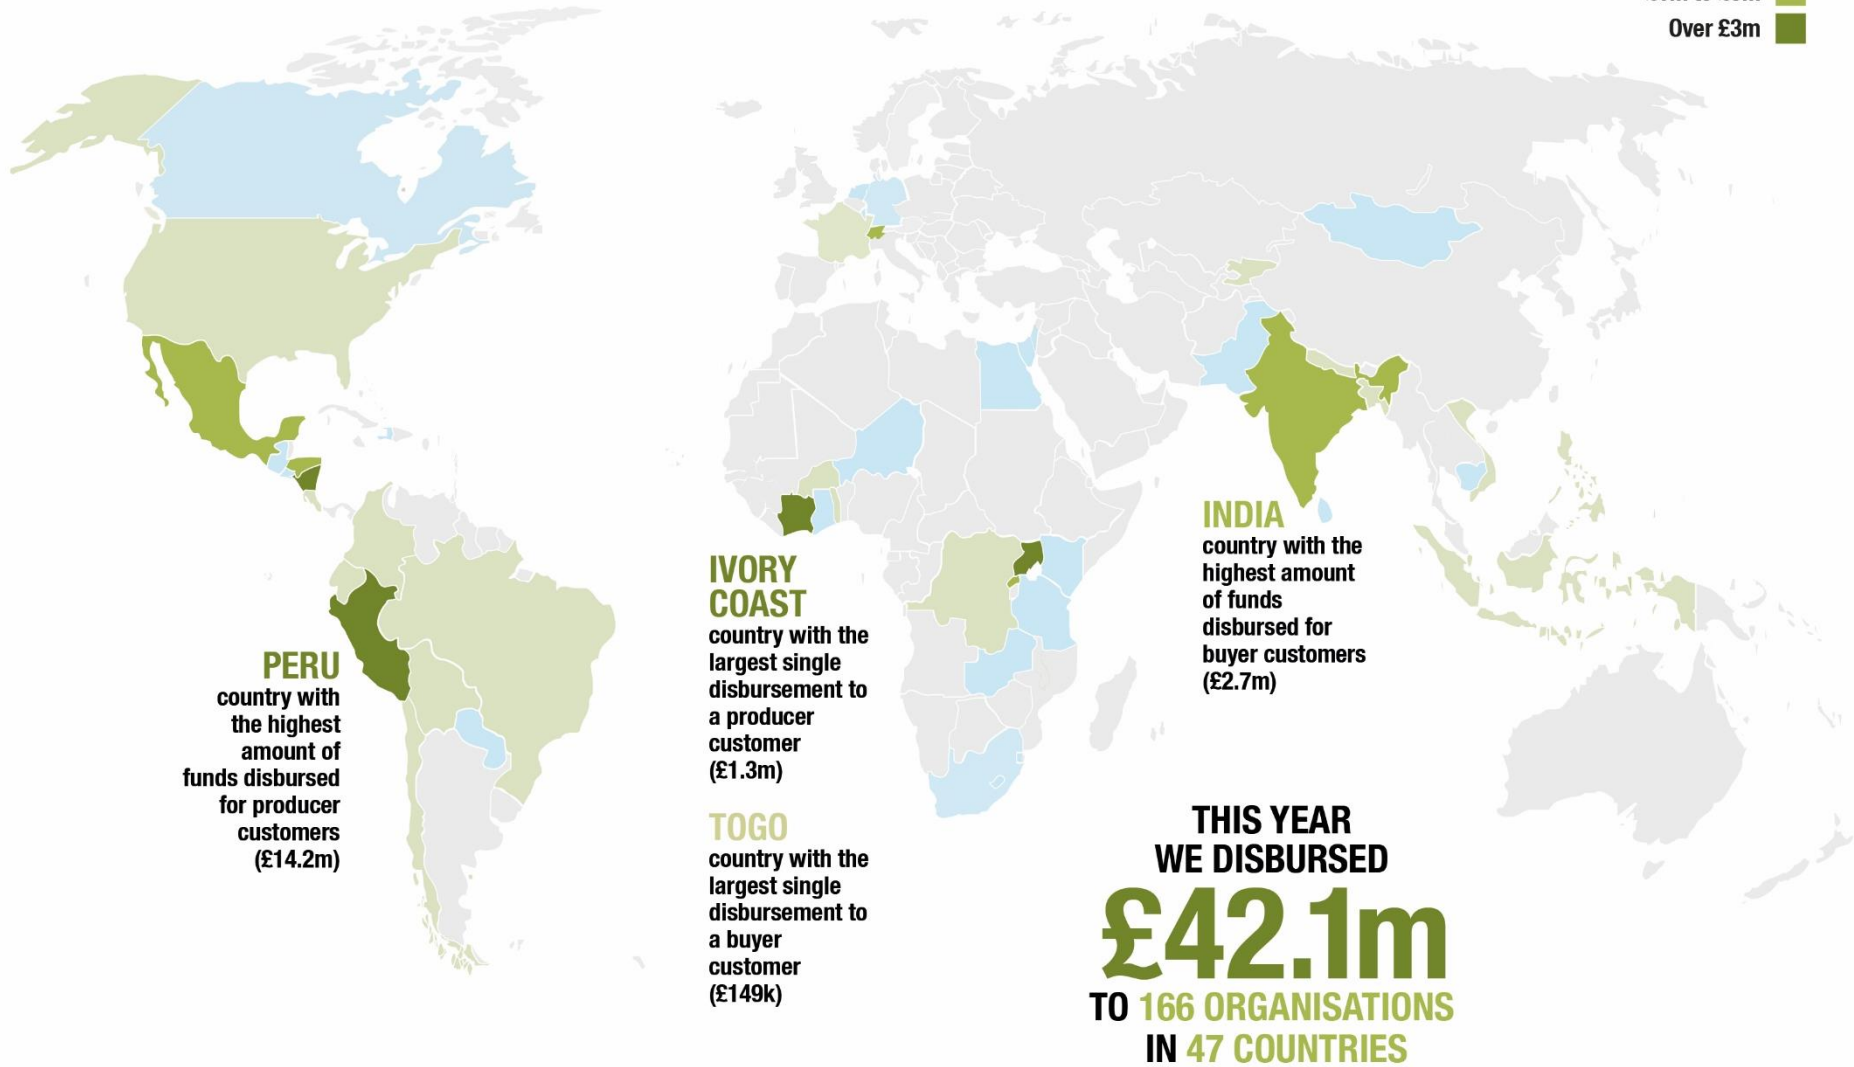 Over £3m
PERU
country with
the highest
amount of
funds disbursed
for producer
customers
(£14.2m)
IVORY
COAST
country with the
largest single
disbursement to
a producer
customer
(£1.3m)
TOGO
country with the
largest single
disbursement to
a buyer
customer
(£149k)
INDIA
country with the
highest amount
of funds
disbursed for
buyer customers
(£2.7m)
THIS YEAR
WE DISBURSED
£42.1m
TO 166 ORGANISATIONS
IN 47 COUNTRIES